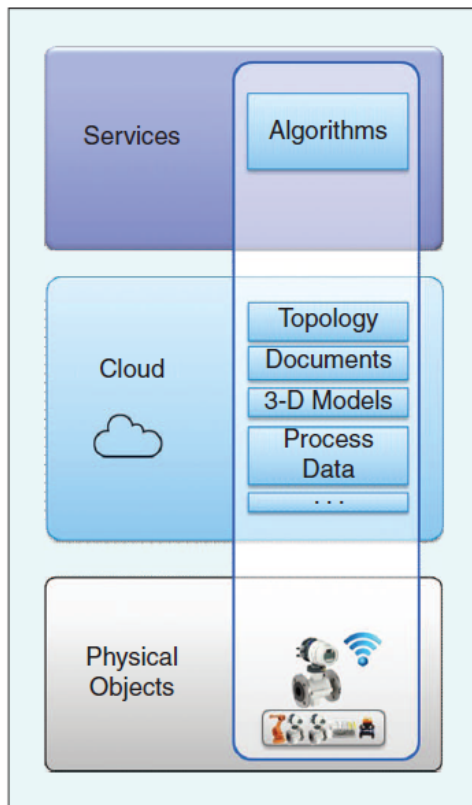 Services
Algorithms
Cloud
Topology
Documents
3-D Models
Process
Data
. . .
Physical
Objects